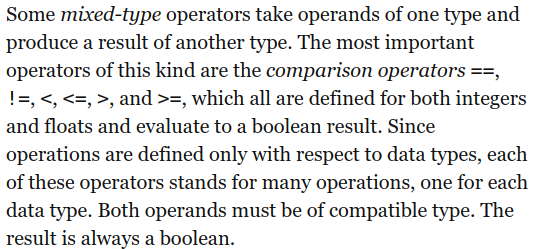 Some mixed-type operators take operands of one type and
produce a result of another type. The most important
operators of this kind are the comparison operators ==,
!=, <, <=, >, and >=, which all are defined for both integers
and floats and evaluate to a boolean result. Since
operations are defined only with respect to data types, each
of these operators stands for many operations, one for each
data type. Both operands must be of compatible type. The
result is always a boolean.